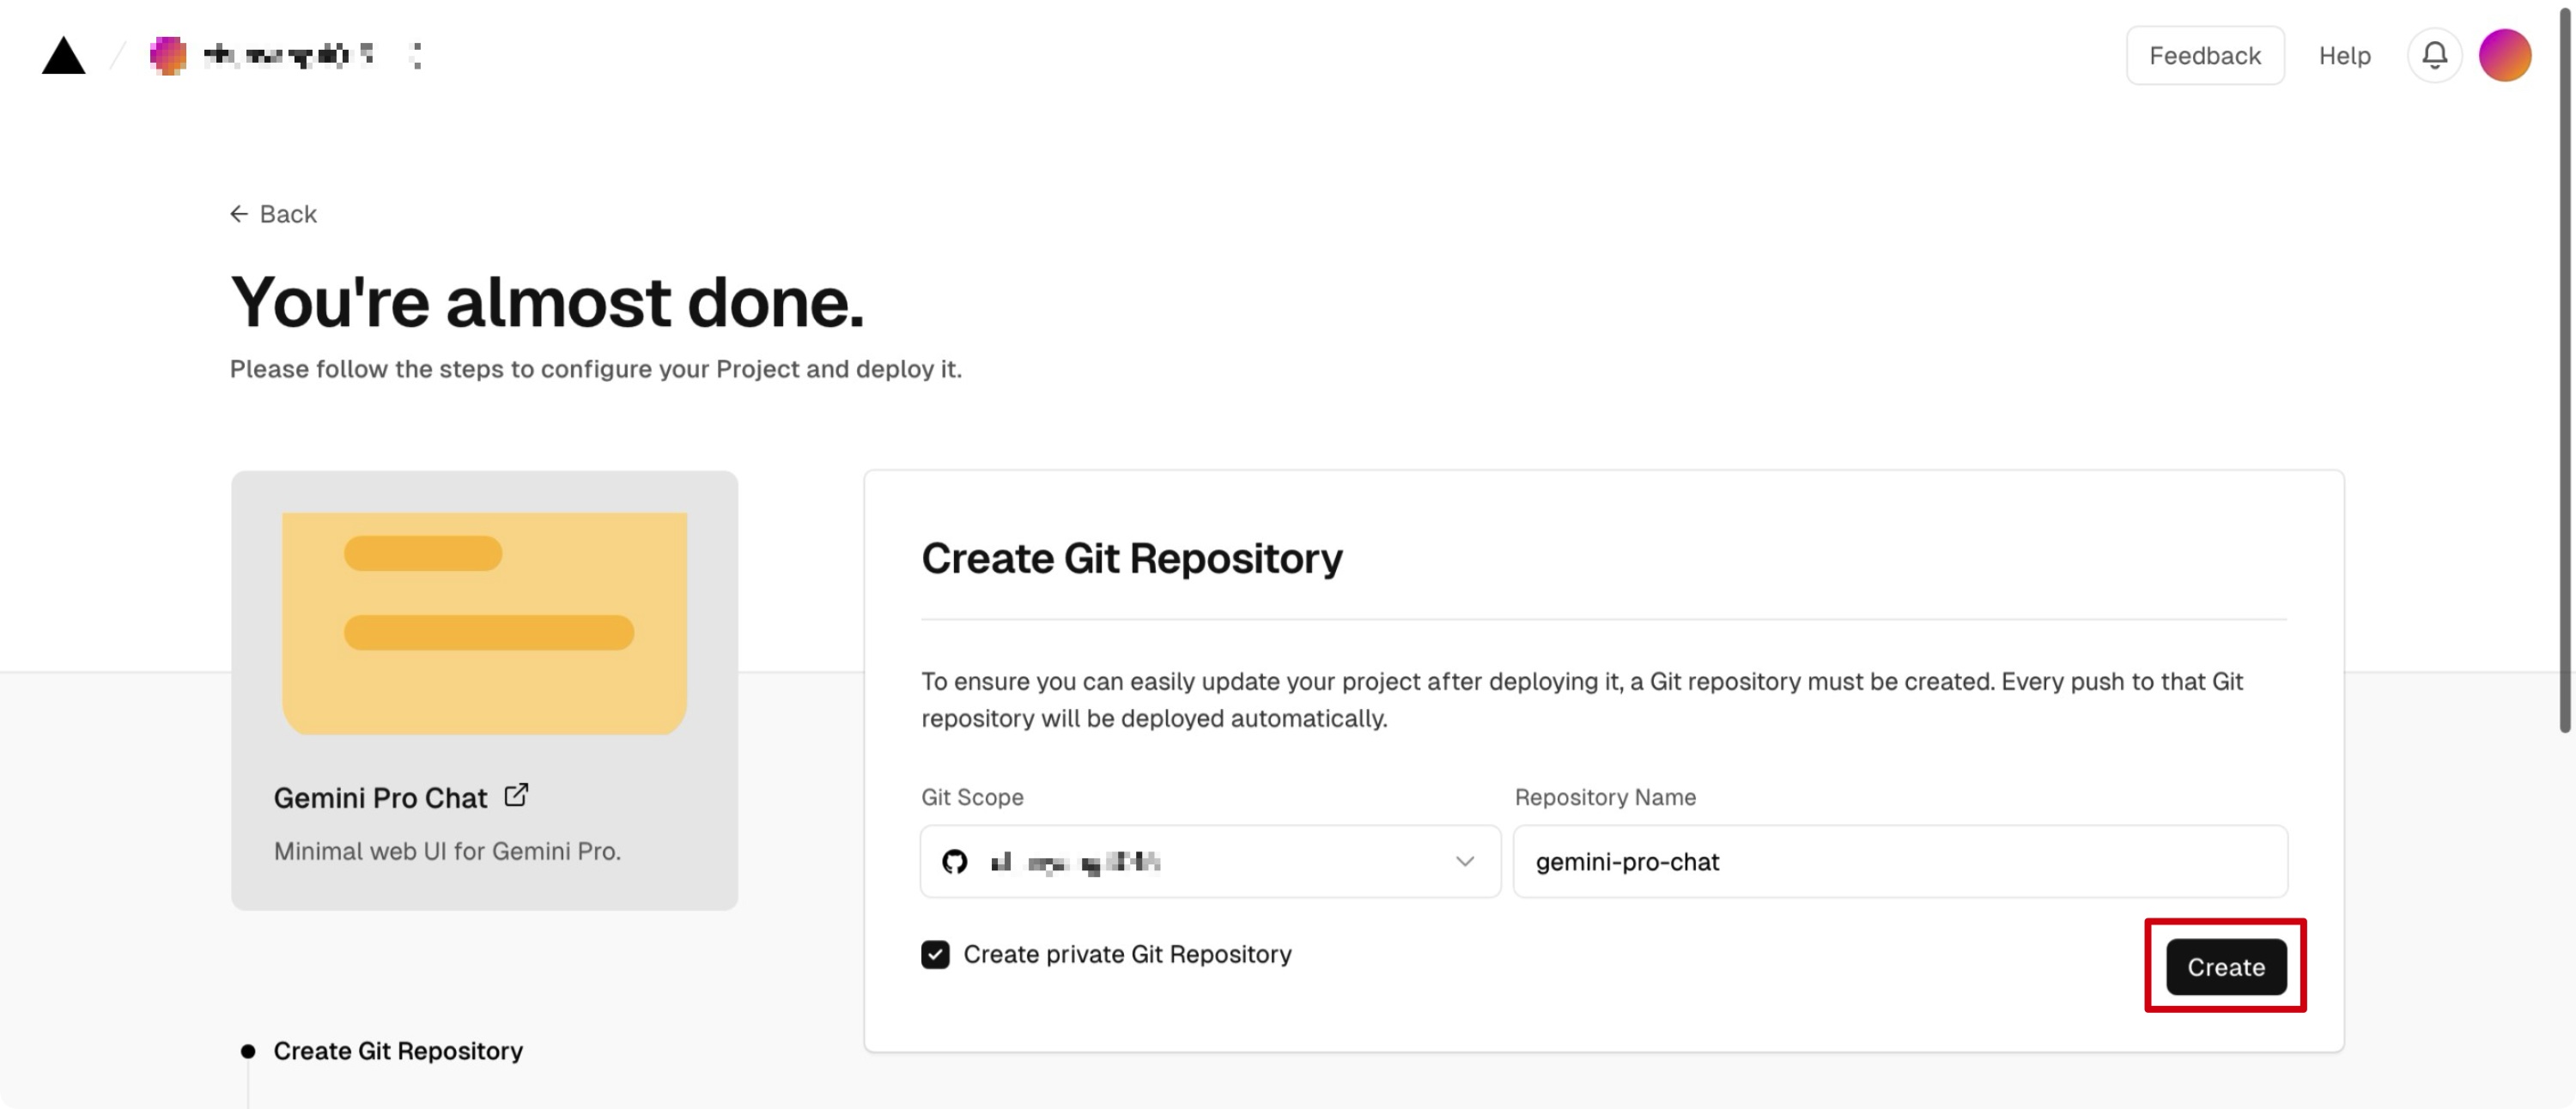 Feedback
Help
Back
You're almost done.
Please follow the steps to configure your Project and deploy it.
Gemini Pro Chat
Minimal web UI for Gemini Pro.
Create Git Repository
Create Git Repository
To ensure you can easily update your project after deploying it, a Git repository must be created. Every push to that Git
repository will be deployed automatically.
Git Scope
Repository Name
gemini-pro-chat
Create private Git Repository
Create